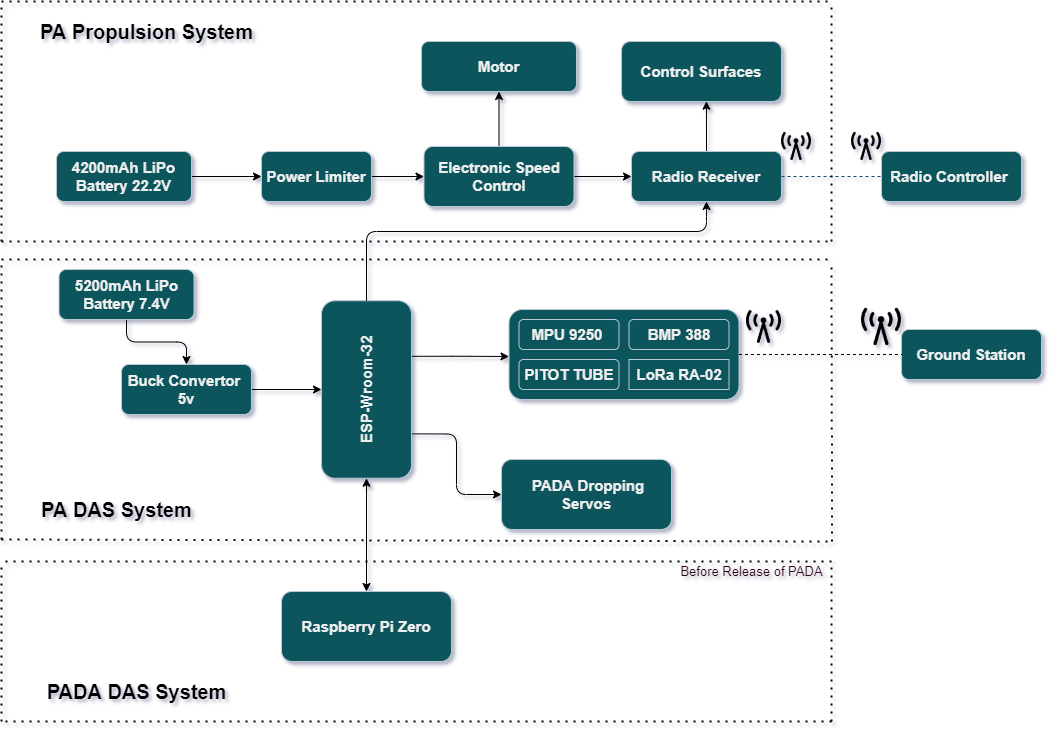 PA Propulsion System
Motor
Control Surfaces
4200mAh LiPo
Battery 22.2V
Power Limiter
Electronic Speed
Control
Radio Receiver
Radio Controller
5200mAh LiPo
Battery 7.4V
Buck Convertor
5v
ESP-Wroom-32
MPU 9250
BMP 388
PITOT TUBE
LoRa RA-02
Ground Station
PADA Dropping
Servos
PA DAS System
Before Release of PADA
Raspberry Pi Zero
PADA DAS System